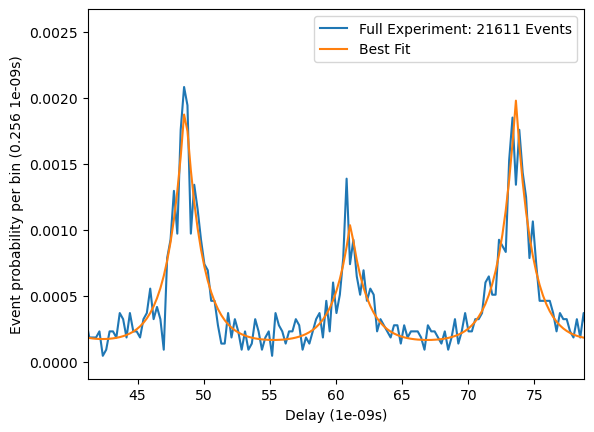 Full Experiment: 21611 Events
Best Fit
Event probability per bin (0.256 1e-09s)
0.0025
0.0020
0.0015
0.0010
0.0005
0.0000
45 50 55 60 65 70 75
Delay (1e-09s)